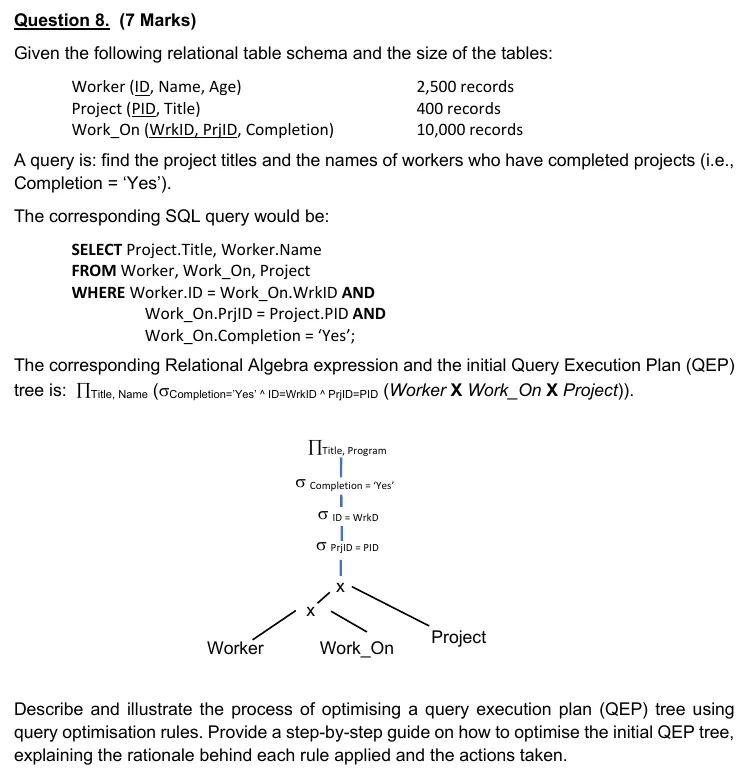 Question 8. (7 Marks)
Given the following relational table schema and the size of the tables:
Worker (ID, Name, Age) 2,500 records
Project (PID, Title) 400 records
Work_On (WrkID, PrjID, Completion) 10,000 records
A query is: find the project titles and the names of workers who have completed projects (i.e.,
Completion = ‘Yes’).
The corresponding SQL query would be:
SELECT Project.Title, Worker.Name
FROM Worker, Work_On, Project
WHERE Worker.ID = Work_On.WrkID AND
Work_On.PrjID = Project.PID AND
Work_On.Completion = ‘Yes’;
The corresponding Relational Algebra expression and the initial Query Execution Plan (QEP)
tree is: ∏Title, Name (σCompletion=’Yes’ ^ ID=WrkID ^ PrjID=PID (Worker X Work_On X Project)).
∏Title, Program
σ Completion = ‘Yes’
σ ID = WrkD
σ PrjID = PID
X
X
Project
Worker Work_On
Describe and illustrate the process of optimising a query execution plan (QEP) tree using
query optimisation rules. Provide a step-by-step guide on how to optimise the initial QEP tree,
explaining the rationale behind each rule applied and the actions taken.